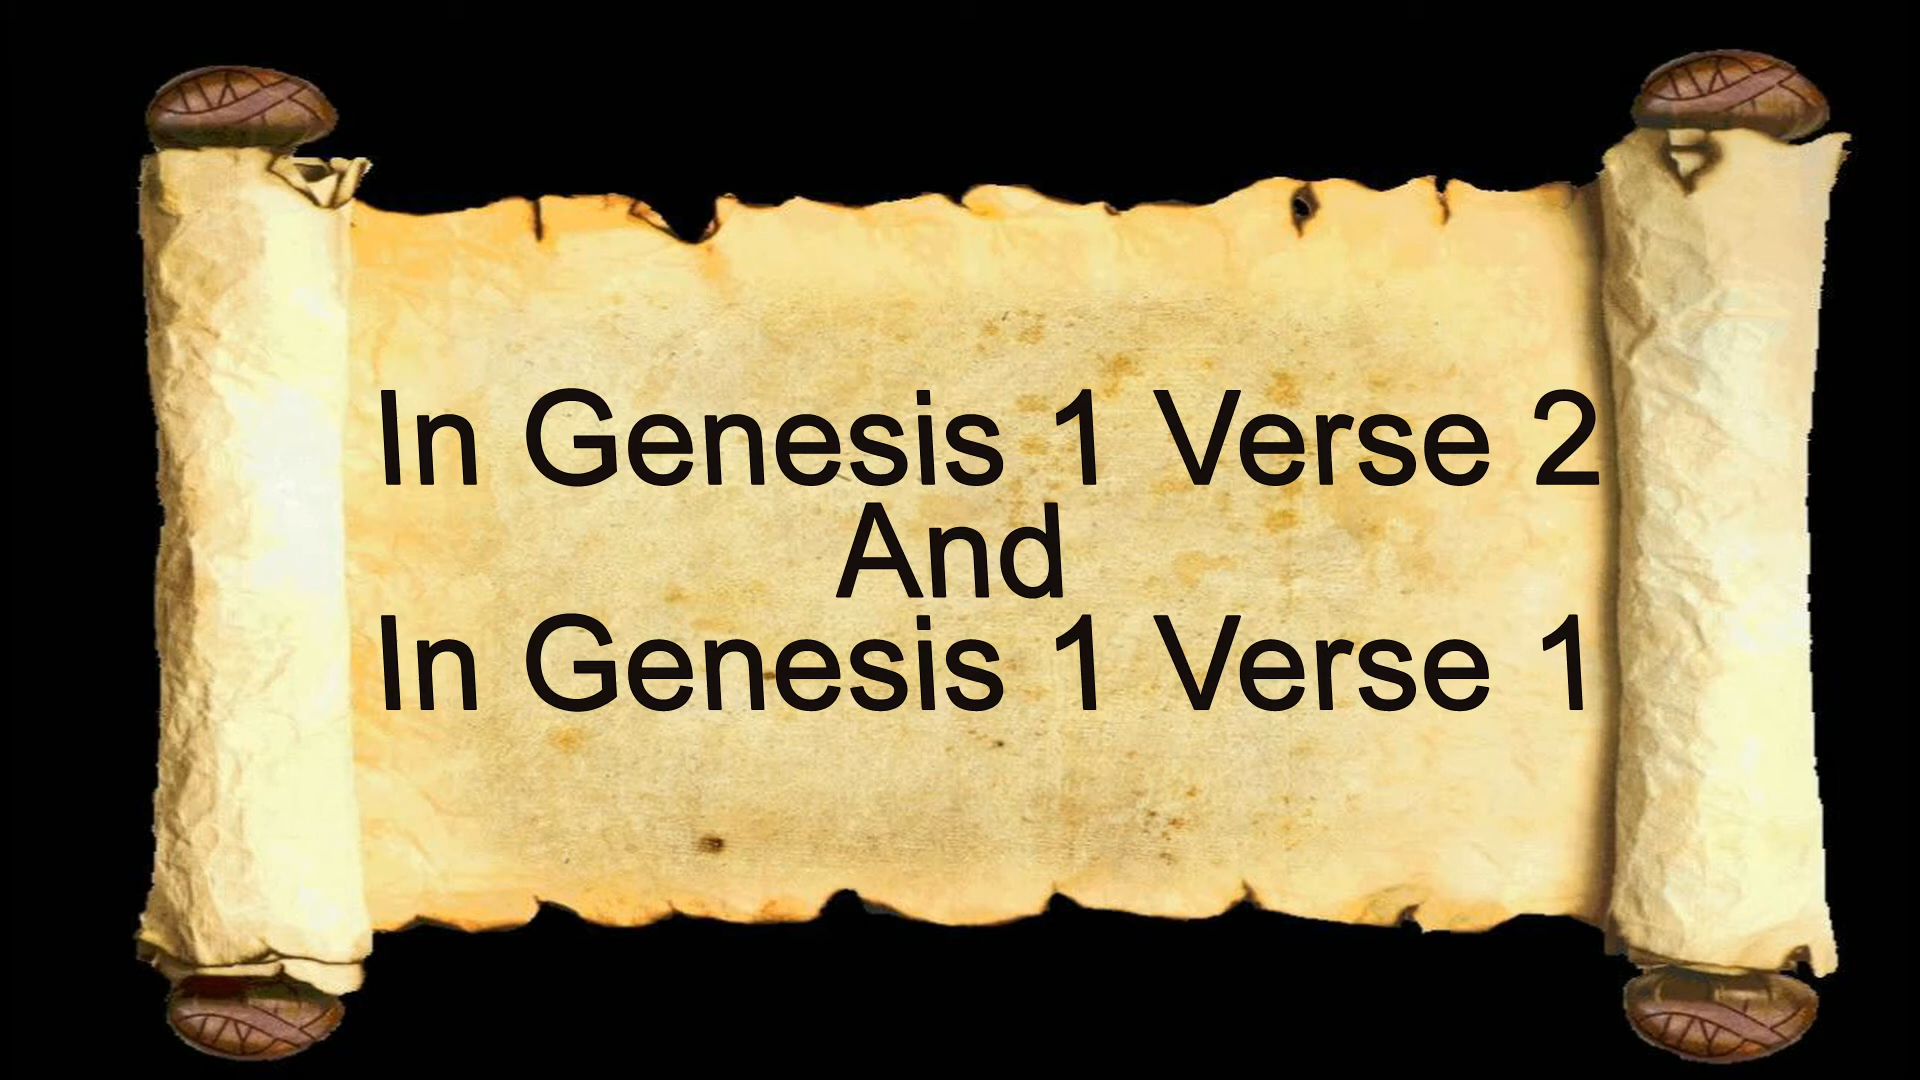 In Genesis 1 Verse 2
And
In Genesis 1 Verse 1